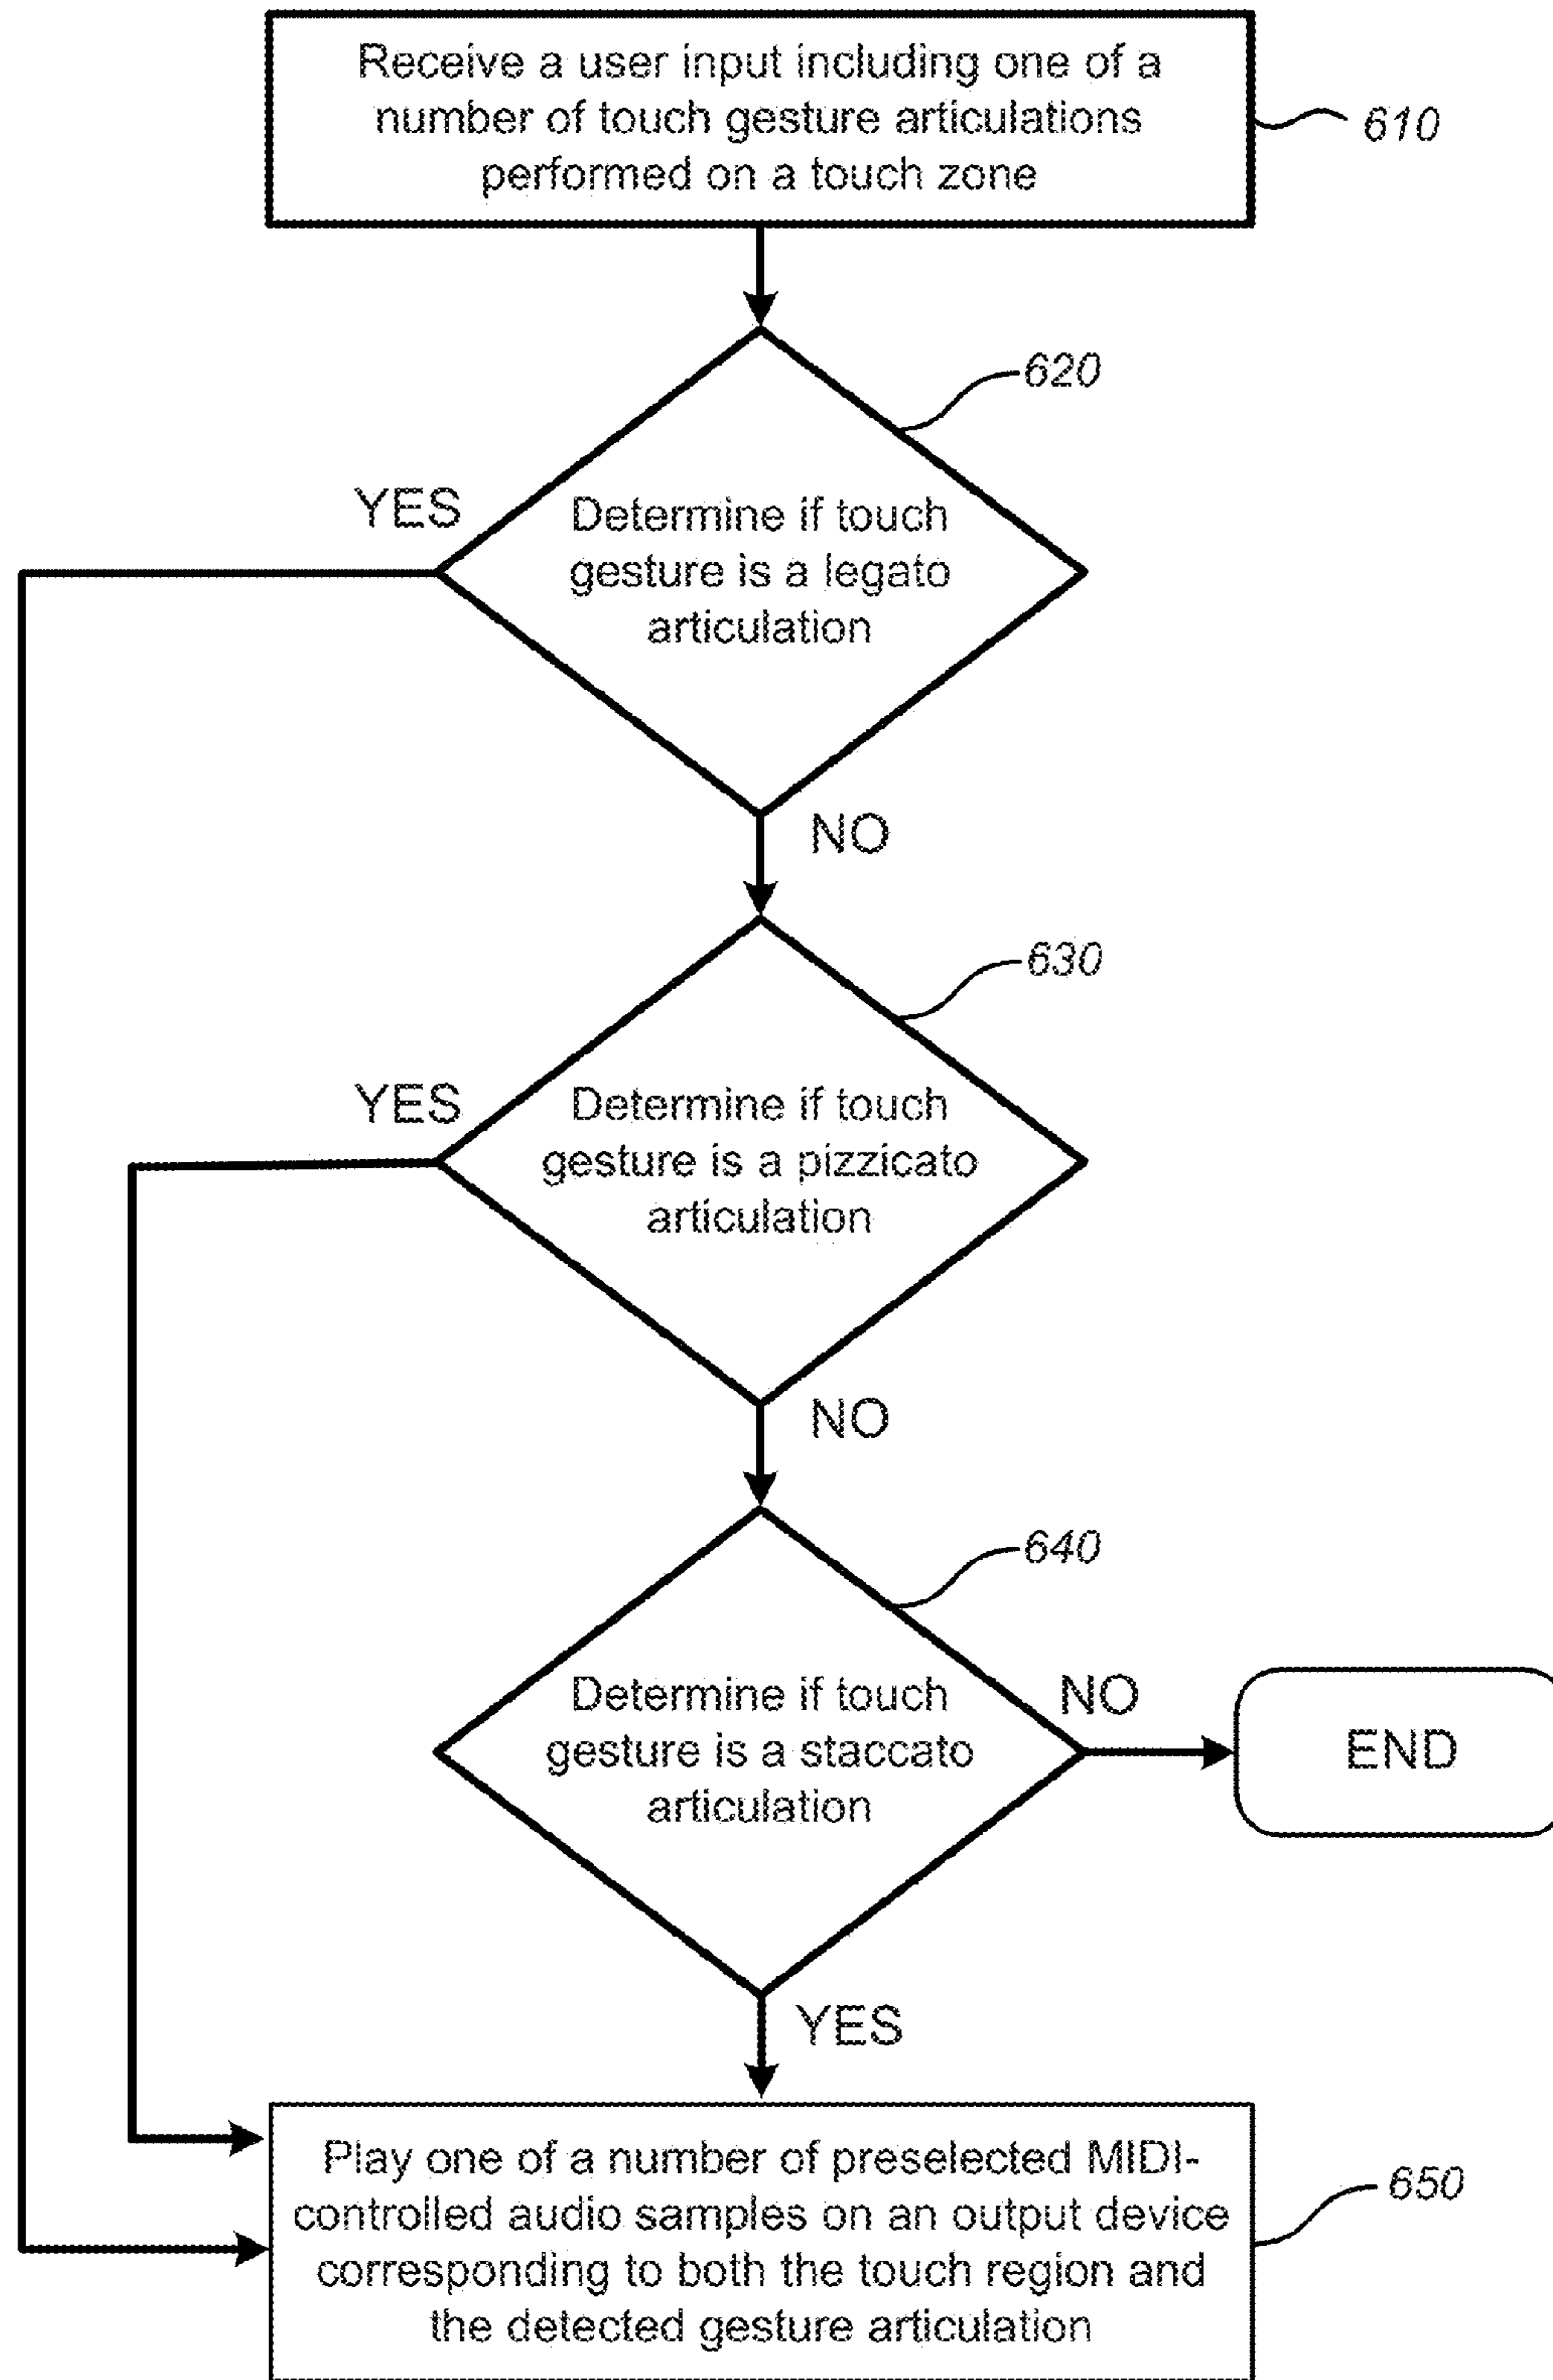 Receive a user input including one of a
number of touch gesture articulations
performed on a touch zone
610
620
YES
Determine if touch
gesture is a legato
articulation
NO
630
YES
Determine if touch
gesture is a pizzicato
articulation
NO
640
Determine if touch
gesture is a staccato
articulation
NO
END
YES
Play one of a number of preselected MIDI-
controlled audio samples on an output device
corresponding to both the touch region and
the detected gesture articulation
650